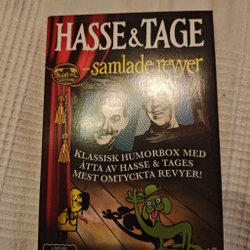 HASSE & TAGE
– samlade revyer
KLASSISK HUMORBOX MED
ÅTTA AV HASSE & TAGES
MEST OMTYCKTA REVYER!